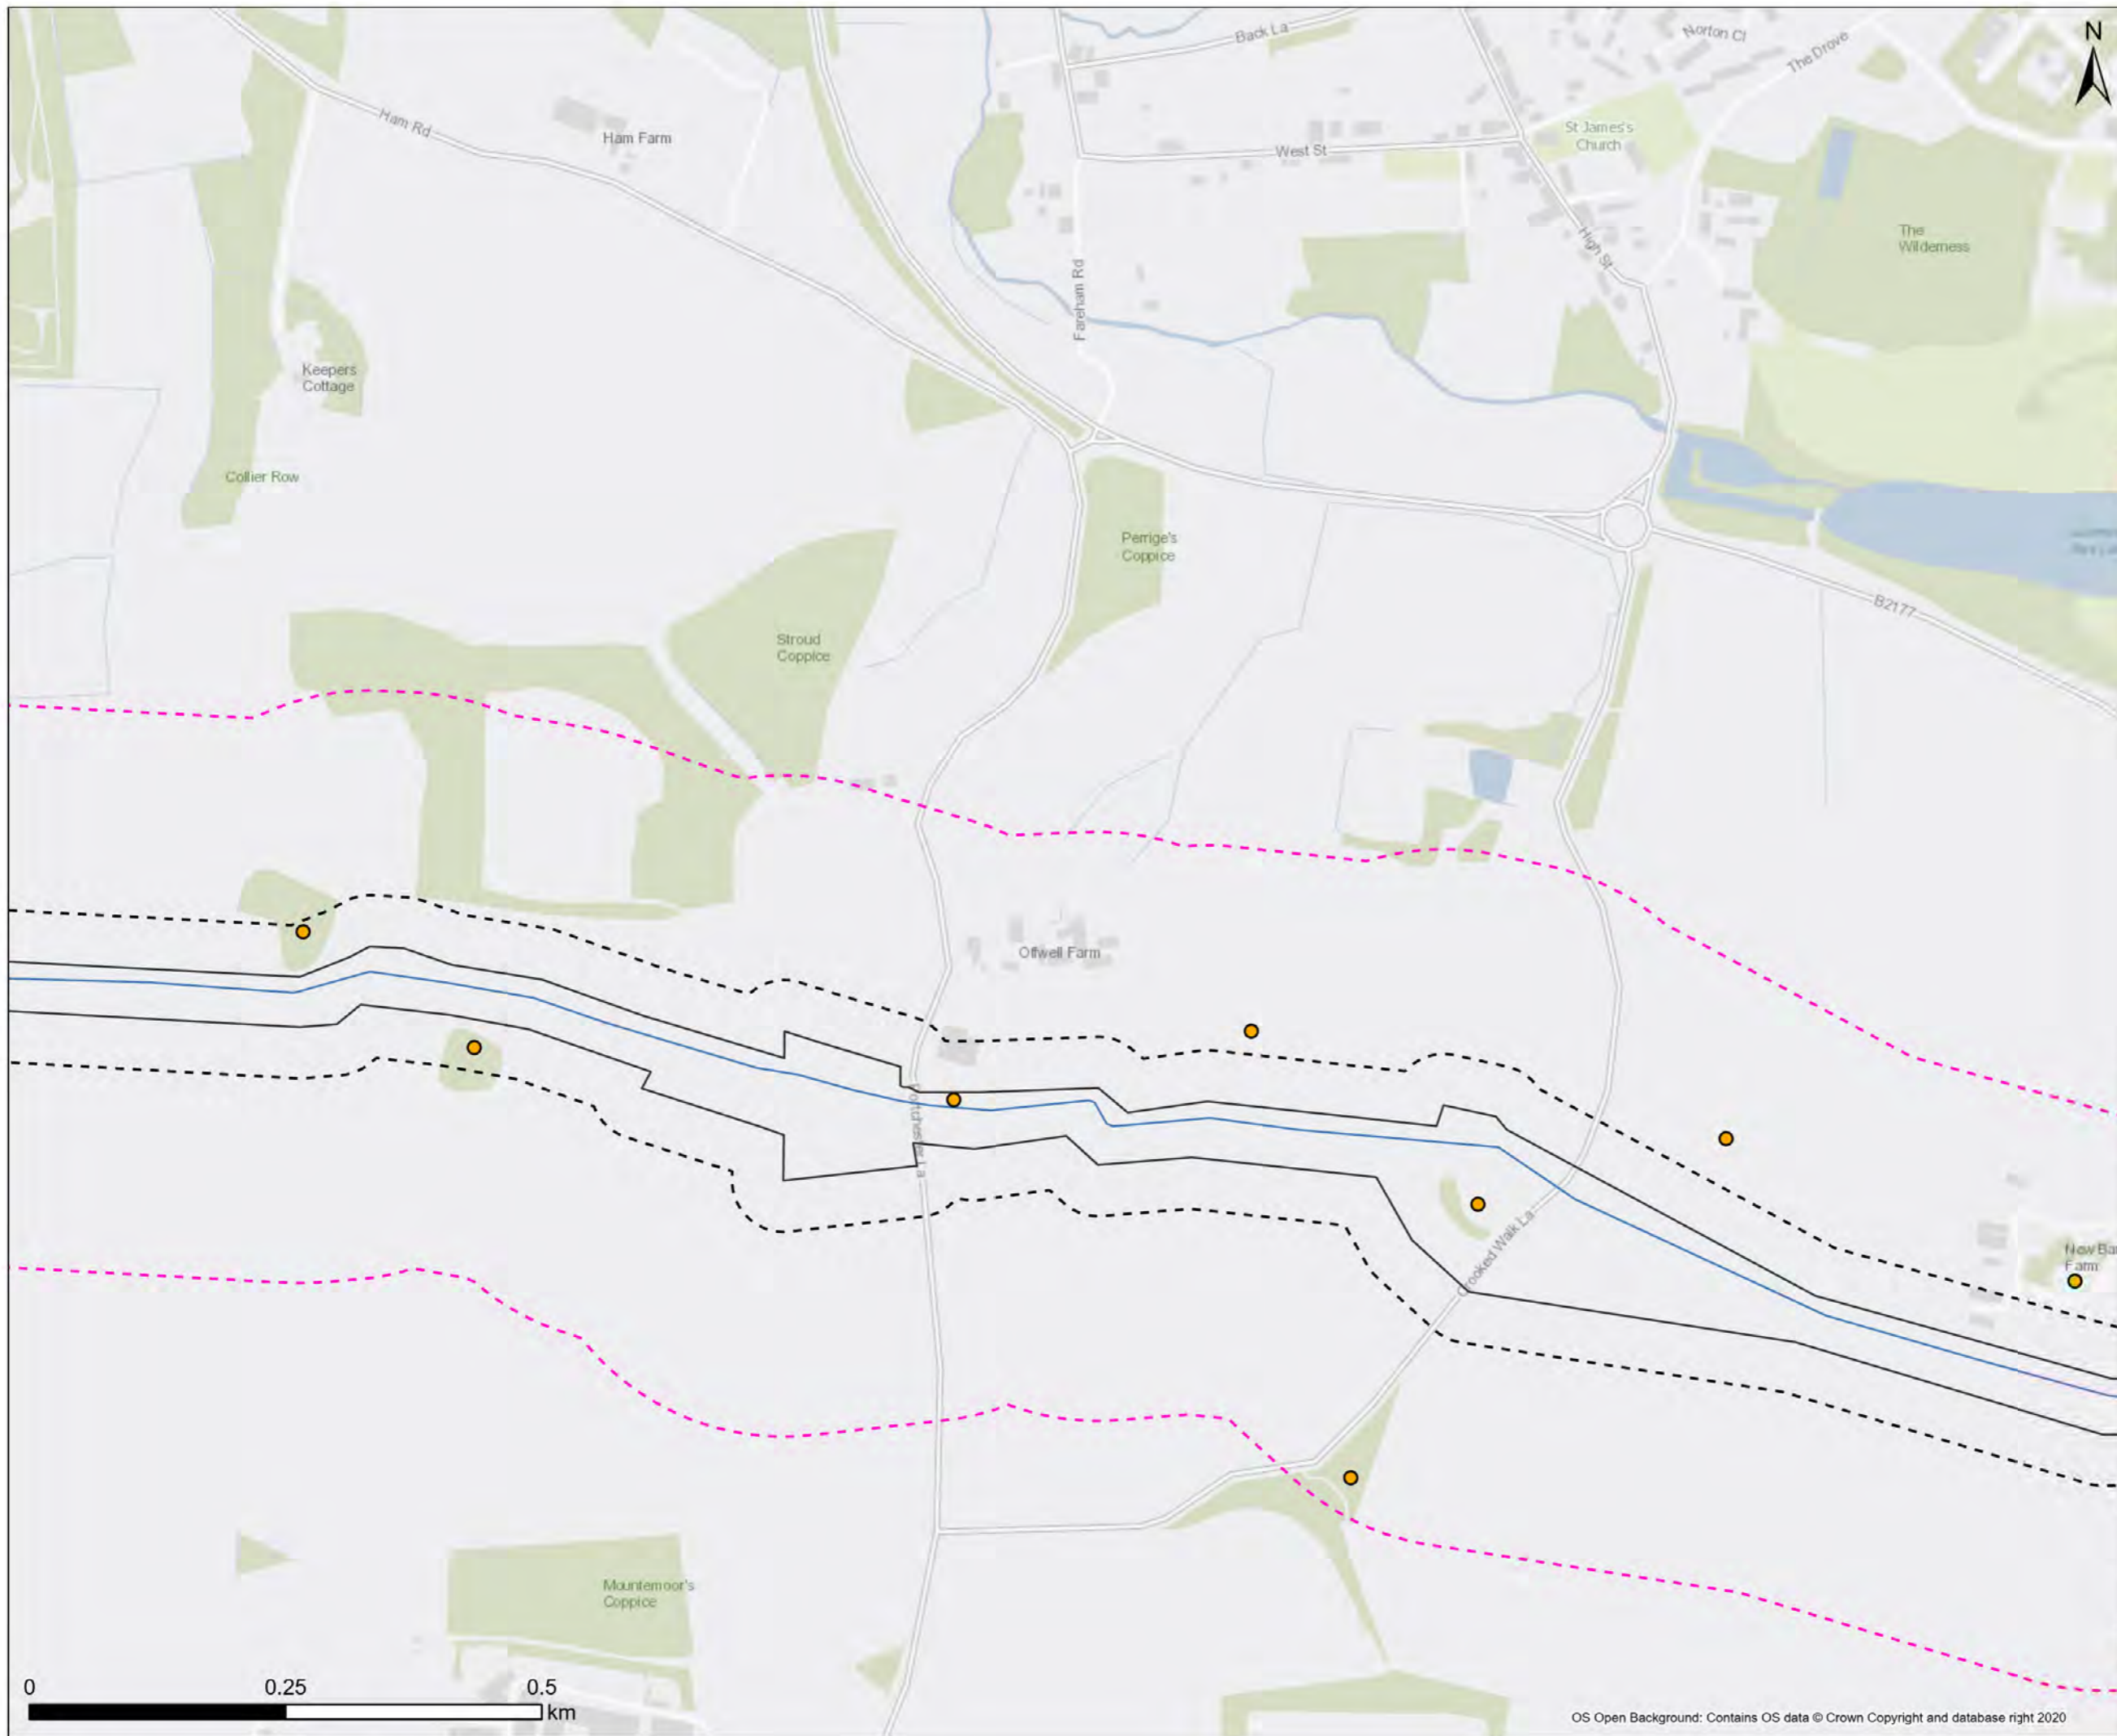 Back La
Norton Cl
The Drove
N
Ham Rd
Ham Farm
St James's
Church
West St
The
Wilderness
High St
Fareham Rd
Keepers
Cottage
Collier Row
Perrige's
Coppice
B2177
Stroud
Coppice
Offwell Farm
Crooked Walk La
Farm
Mountemoor's
Coppice
0
0.25
0.5
km
OS Open Background: Contains OS data © Crown Copyright and database right 2020